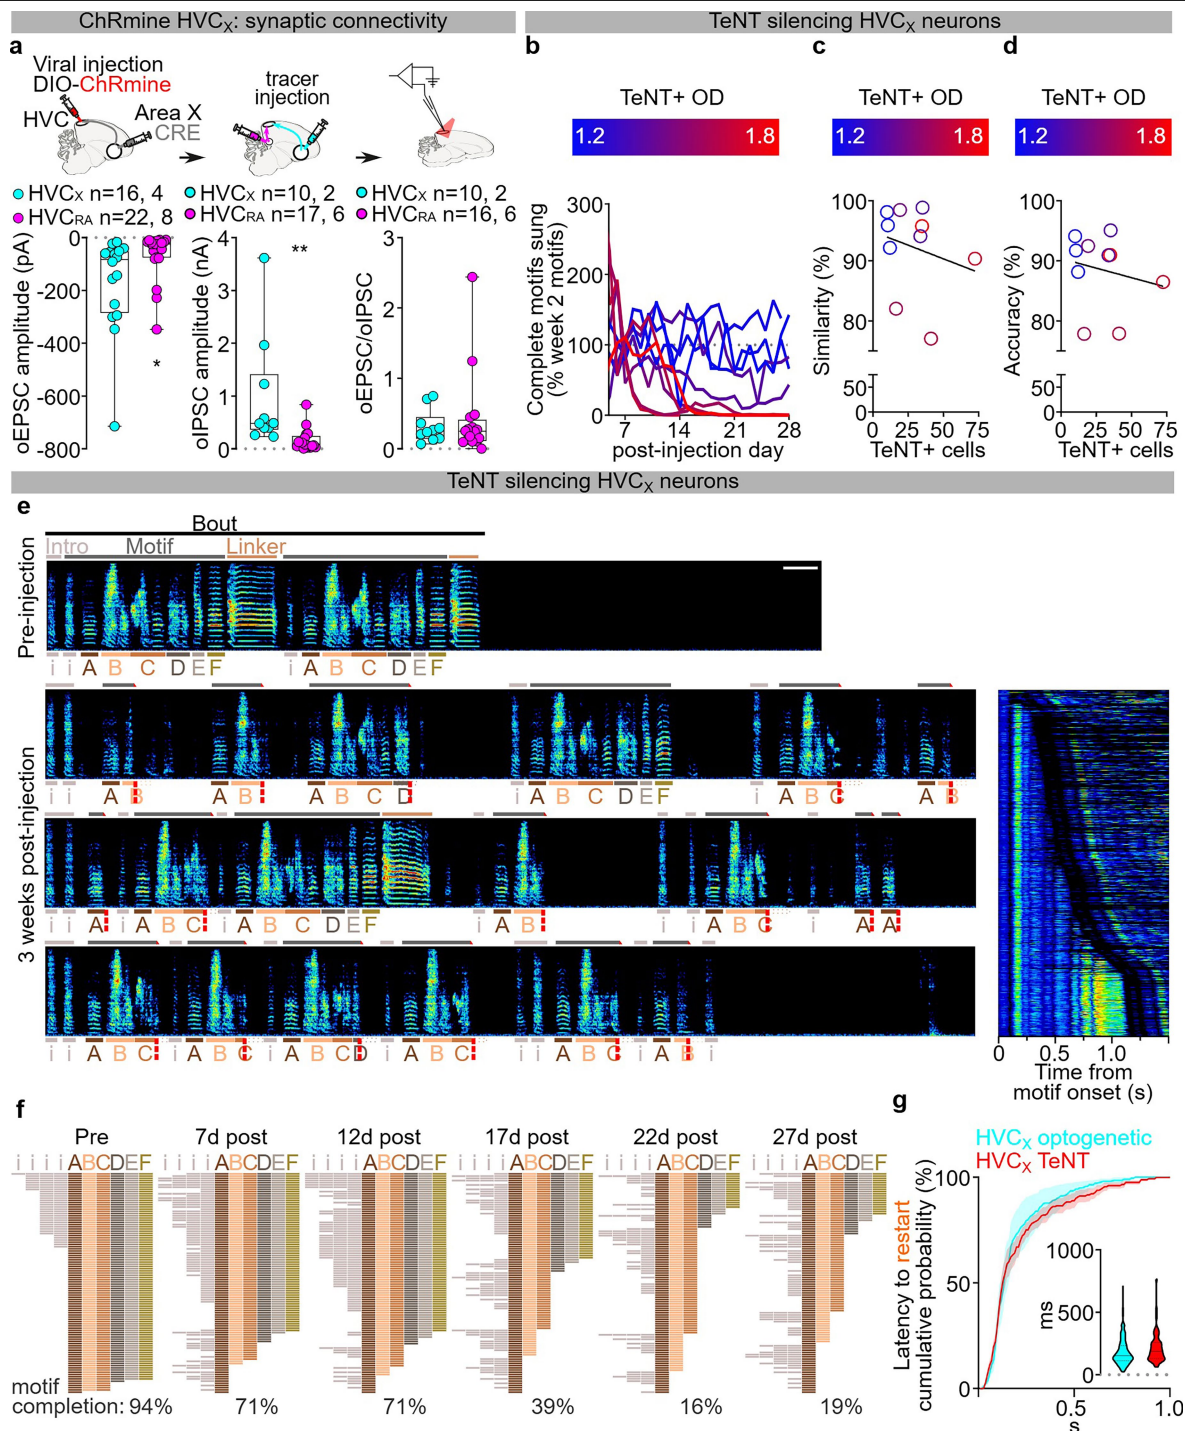 ChRmine HVCX: synaptic connectivity
TeNT silencing HVCX neurons
a
Viral injection
DIO-ChRmine
HVC
Area X
CRE
tracer
injection
HVCX n=16, 4
HVCRA n=22, 8
HVCX n=10, 2
HVCRA n=17, 6
HVCX n=10, 2
HVCRA n=16, 6
oEPSC amplitude (pA)
0
-200
-400
-600
-800
*
oIPSC amplitude (nA)
4
3
2
1
0
**
oEPSC/oIPSC
3
2
1
0
b
TeNT+ OD
1.2 1.8
Complete motifs sung
(% week 2 motifs)
300
200
100
0
7 14 21 28
post-injection day
c
TeNT+ OD
1.2 1.8
Similarity (%)
100
90
80
50
0
0 25 50 75
TeNT+ cells
d
TeNT+ OD
1.2 1.8
Accuracy (%)
100
90
80
50
0
0 25 50 75
TeNT+ cells
TeNT silencing HVCX neurons
e
Bout
Intro Motif Linker
Pre-injection
i i A B C D E F i A B C D E F
3 weeks post-injection
i i A B A B A B C D i A B C D E F i A B C A B
i i A i A B C i A B C D E F i A B i i A B C i A A
i i A B C i A B C i A B C D i A B C i i A B C i A B i
0 0.5 1.0
Time from
motif onset (s)
f
Pre 7d post 12d post 17d post 22d post 27d post
i i i i A B C D E F i i i i A B C D E F i i i i A B C D E F i i i i A B C D E F i i i i A B C D E F i i i i A B C D E F
motif
completion: 94% 71% 71% 39% 16% 19%
g
HVCX optogenetic
HVCX TeNT
Latency to restart
cumulative probability (%)
100
50
0
0.5 1.0
s
ms
1000
500
0